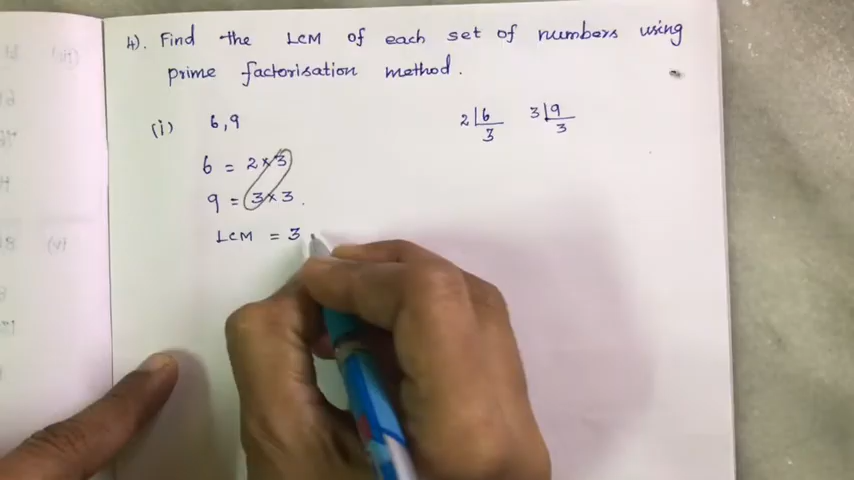 4). Find the LCM of each set of numbers using
prime factorisation method.
(i) 6,9
2 6 3 9
3 3
6 = 2 × 3
9 = 3 × 3.
LCM = 3